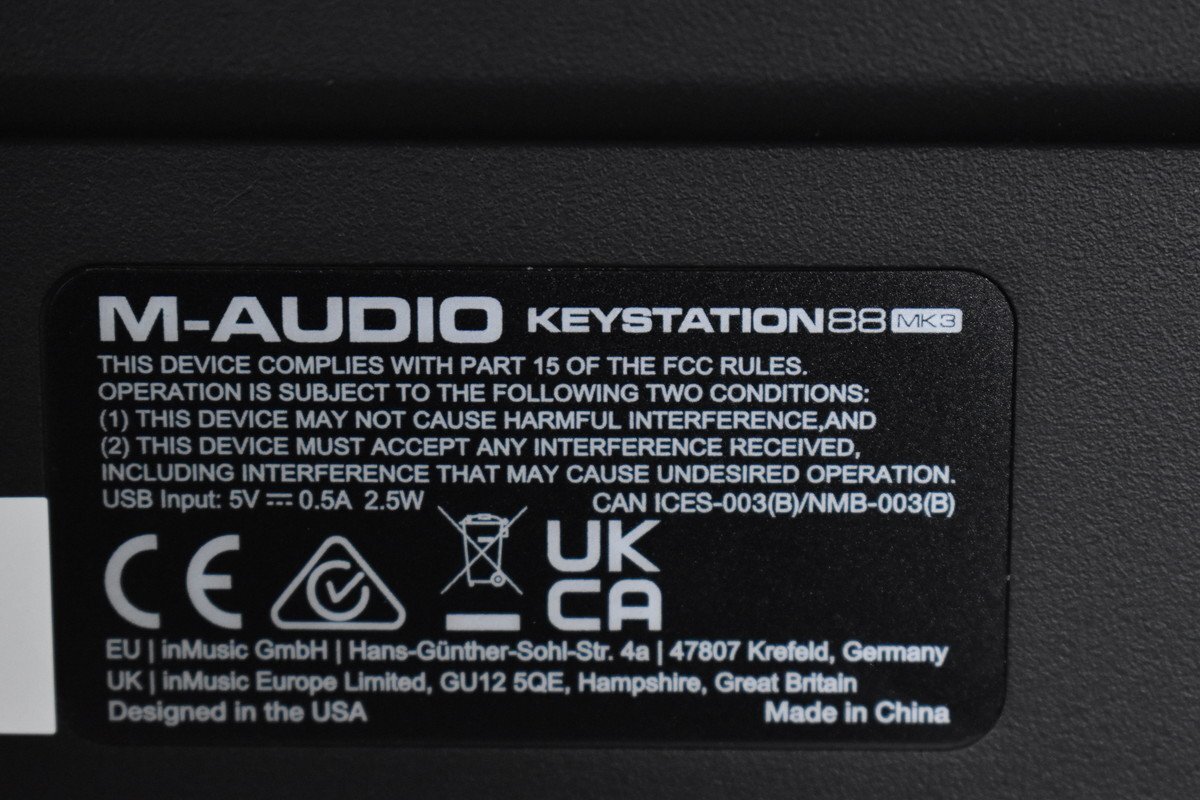 M-AUDIO KEYSTATION88 MK3
THIS DEVICE COMPLIES WITH PART 15 OF THE FCC RULES.
OPERATION IS SUBJECT TO THE FOLLOWING TWO CONDITIONS:
(1) THIS DEVICE MAY NOT CAUSE HARMFUL INTERFERENCE,AND
(2) THIS DEVICE MUST ACCEPT ANY INTERFERENCE RECEIVED,
INCLUDING INTERFERENCE THAT MAY CAUSE UNDESIRED OPERATION.
USB Input: 5V ⎓ 0.5A 2.5W CAN ICES-003(B)/NMB-003(B)
CE UK
CA
EU | inMusic GmbH | Hans-Günther-Sohl-Str. 4a | 47807 Krefeld, Germany
UK | inMusic Europe Limited, GU12 5QE, Hampshire, Great Britain
Designed in the USA Made in China